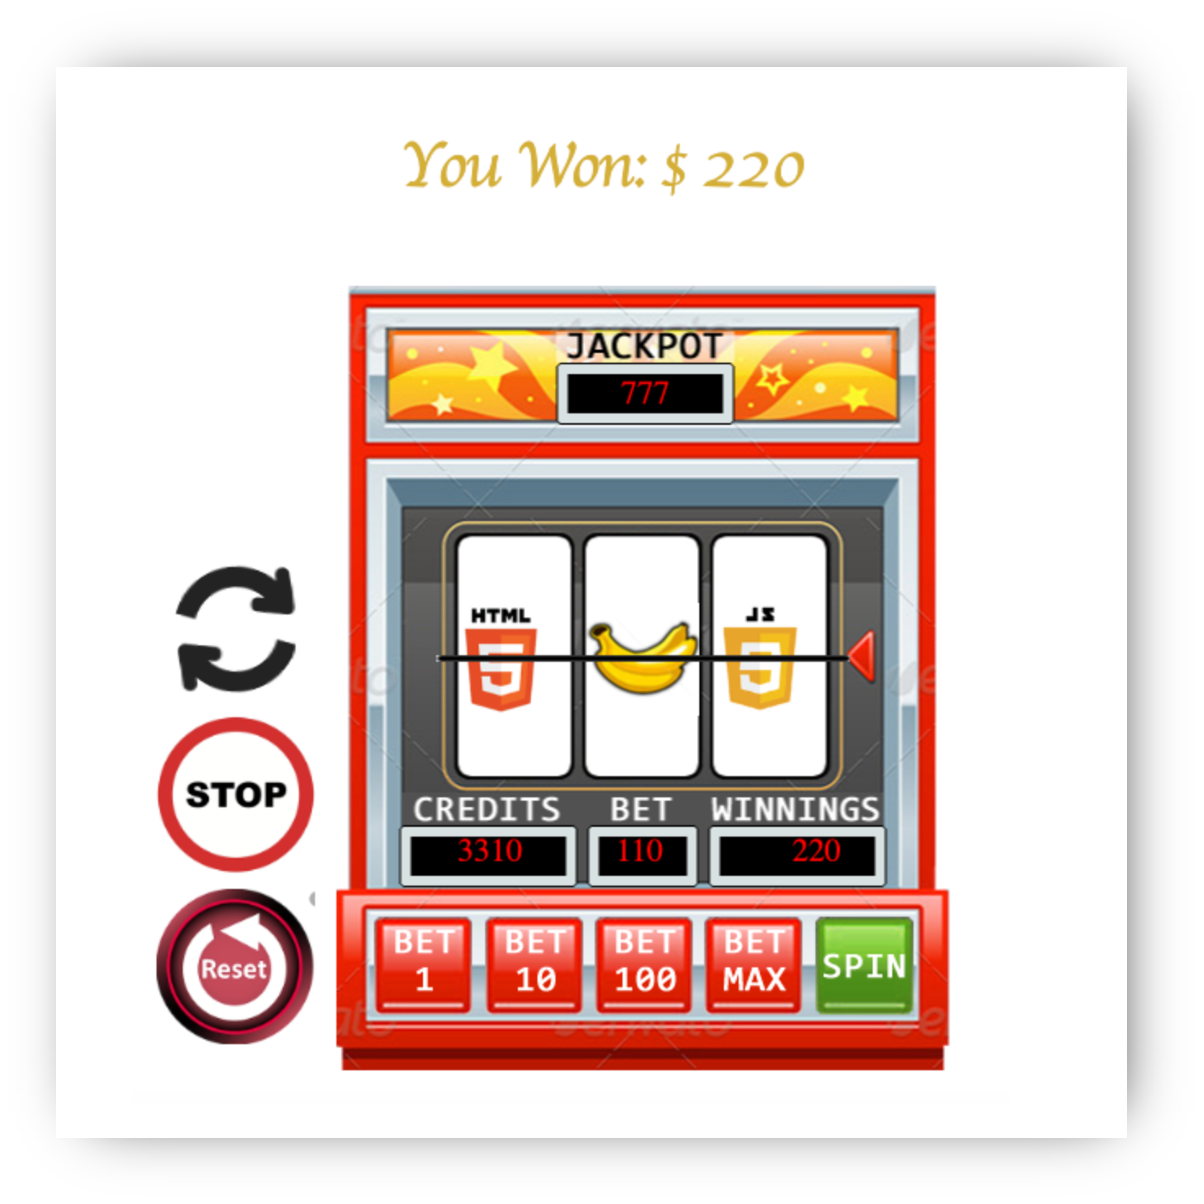 You Won: $ 220
JACKPOT
777
HTML
5
JS
CREDITS BET WINNINGS
3310 110 220
STOP
Reset
BET 1
BET 10
BET 100
BET MAX
SPIN